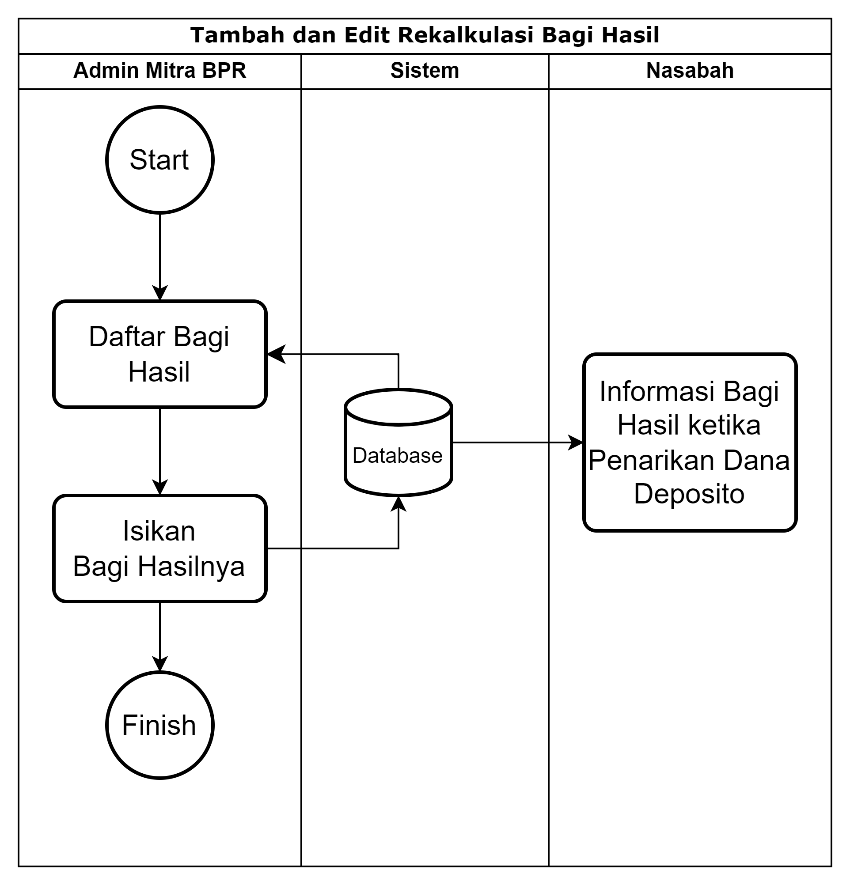 Tambah dan Edit Rekalkulasi Bagi Hasil
Admin Mitra BPR
Sistem
Nasabah
Start
Daftar Bagi
Hasil
Database
Informasi Bagi
Hasil ketika
Penarikan Dana
Deposito
Isikan
Bagi Hasilnya
Finish